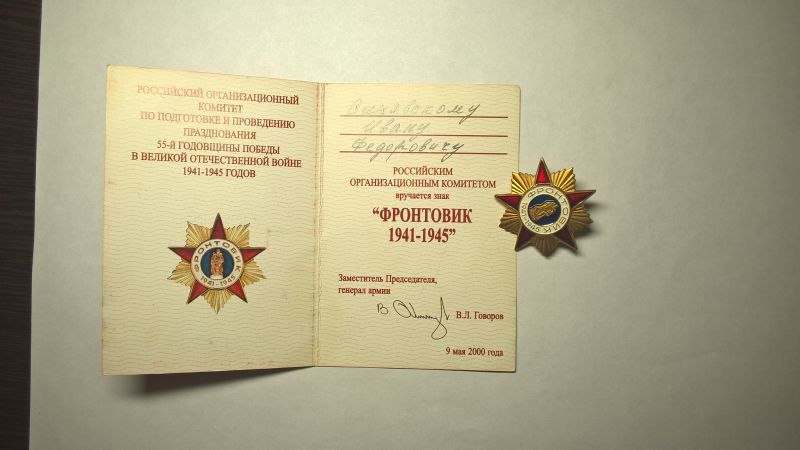 РОССИЙСКИЙ ОРГАНИЗАЦИОННЫЙ
КОМИТЕТ
ПО ПОДГОТОВКЕ И ПРОВЕДЕНИЮ
ПРАЗДНОВАНИЯ
55-Й ГОДОВЩИНЫ ПОБЕДЫ
В ВЕЛИКОЙ ОТЕЧЕСТВЕННОЙ ВОЙНЕ
1941-1945 ГОДОВ
ФРОНТОВИК
1941-1945
Ивану
Федоровичу
РОССИЙСКИМ
ОРГАНИЗАЦИОННЫМ КОМИТЕТОМ
вручается знак
“ФРОНТОВИК
1941-1945”
Заместитель Председателя,
генерал армии
В.Л. Говоров
9 мая 2000 года
ФРОНТОВИК
1941-1945